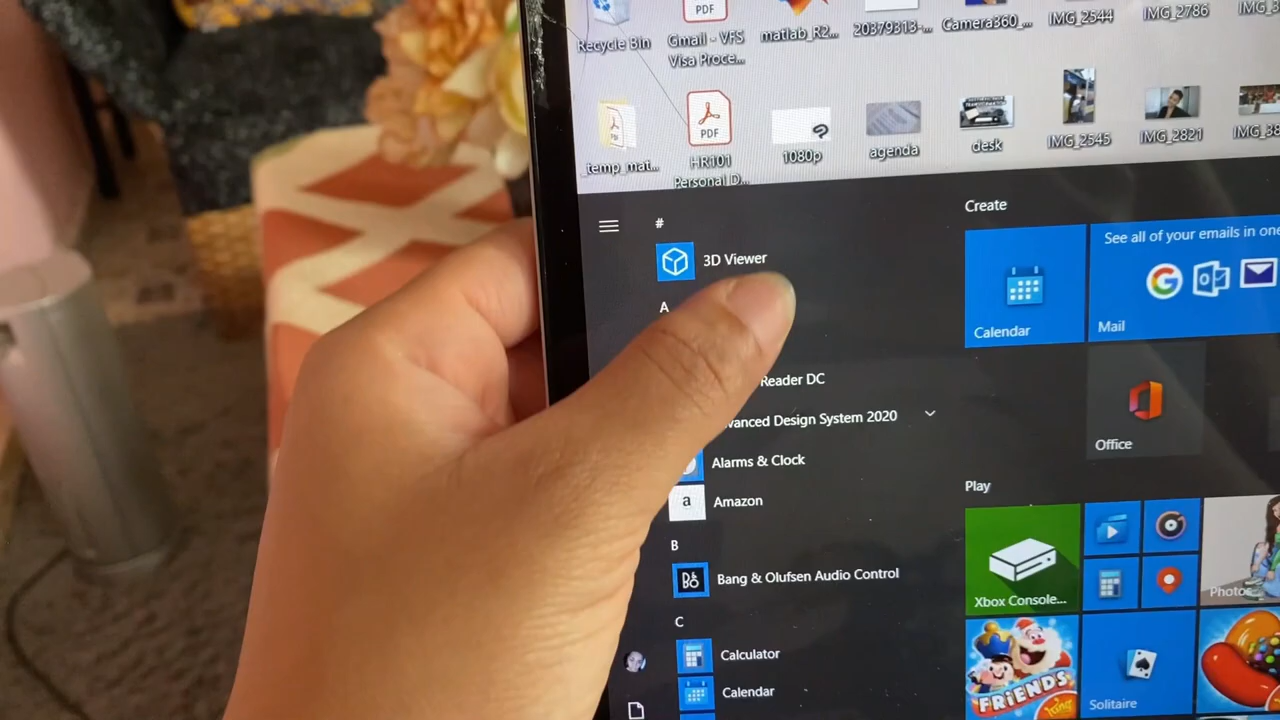 PDF
Recycle Bin
Gmail - VFS
Visa Proce...
matlab_R2...
20379313-...
Camera360_...
IMG_2544
IMG_2786
PDF
_temp_mat...
HR101
Personal D...
1080p
agenda
desk
IMG_2545
IMG_2821
#
3D Viewer
A
Reader DC
Design System 2020
Alarms & Clock
a
Amazon
B
Bang & Olufsen Audio Control
C
Calculator
Calendar
Create
Calendar
See all of your emails in one
G
Mail
Office
Play
Xbox Console...
Photos
FRIENDS
King
Solitaire